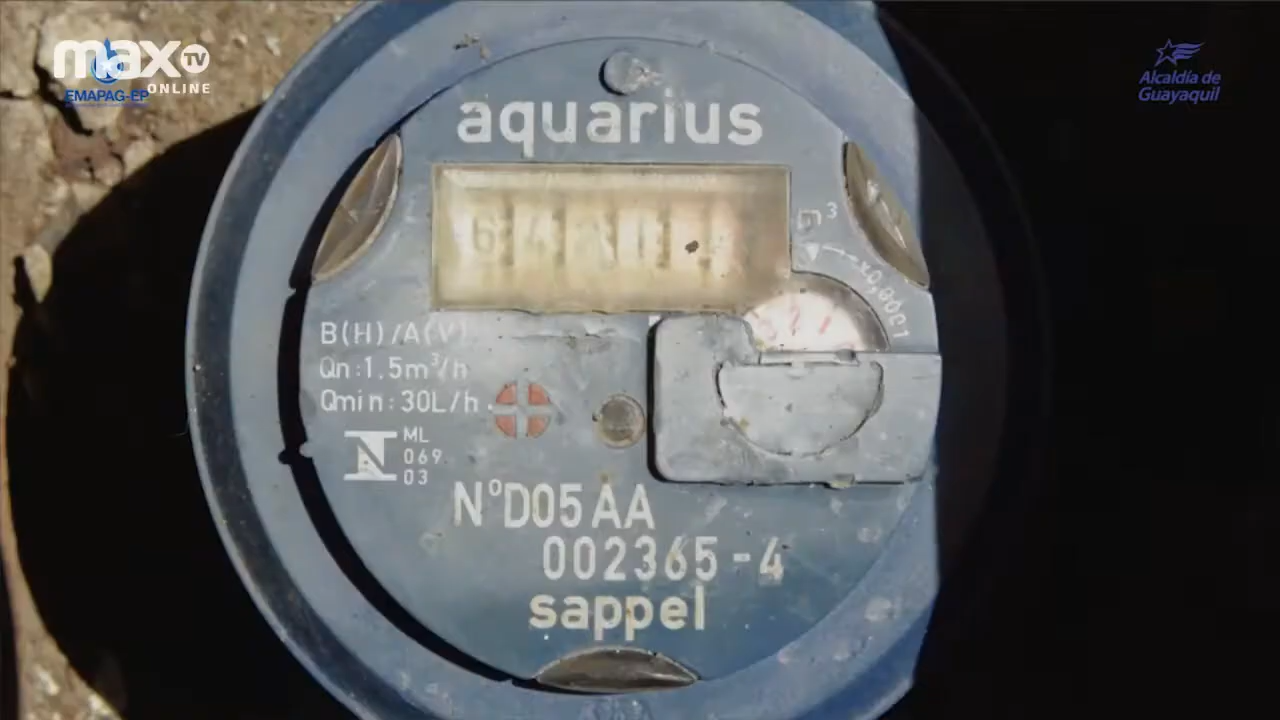 max TV
ONLINE
EMAPAG-EP
Alcaldía de
Guayaquil
aquarius
3
x0,0001
B(H)/A(V)
Qn:1.5m³/h
Qmin:30L/h
ML
069
03
N°D05AA
002365-4
sappel